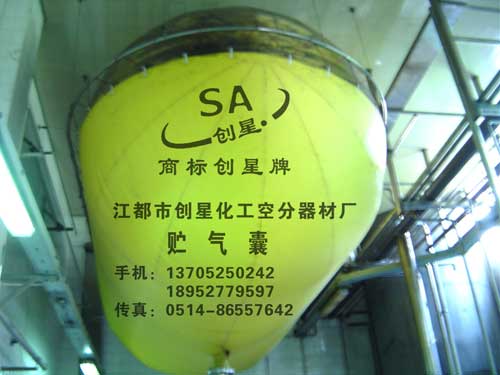 SA
创星
商标创星牌
江都市创星化工空分器材厂
贮气囊
手机：13705250242
18952779597
传真：0514-86557642